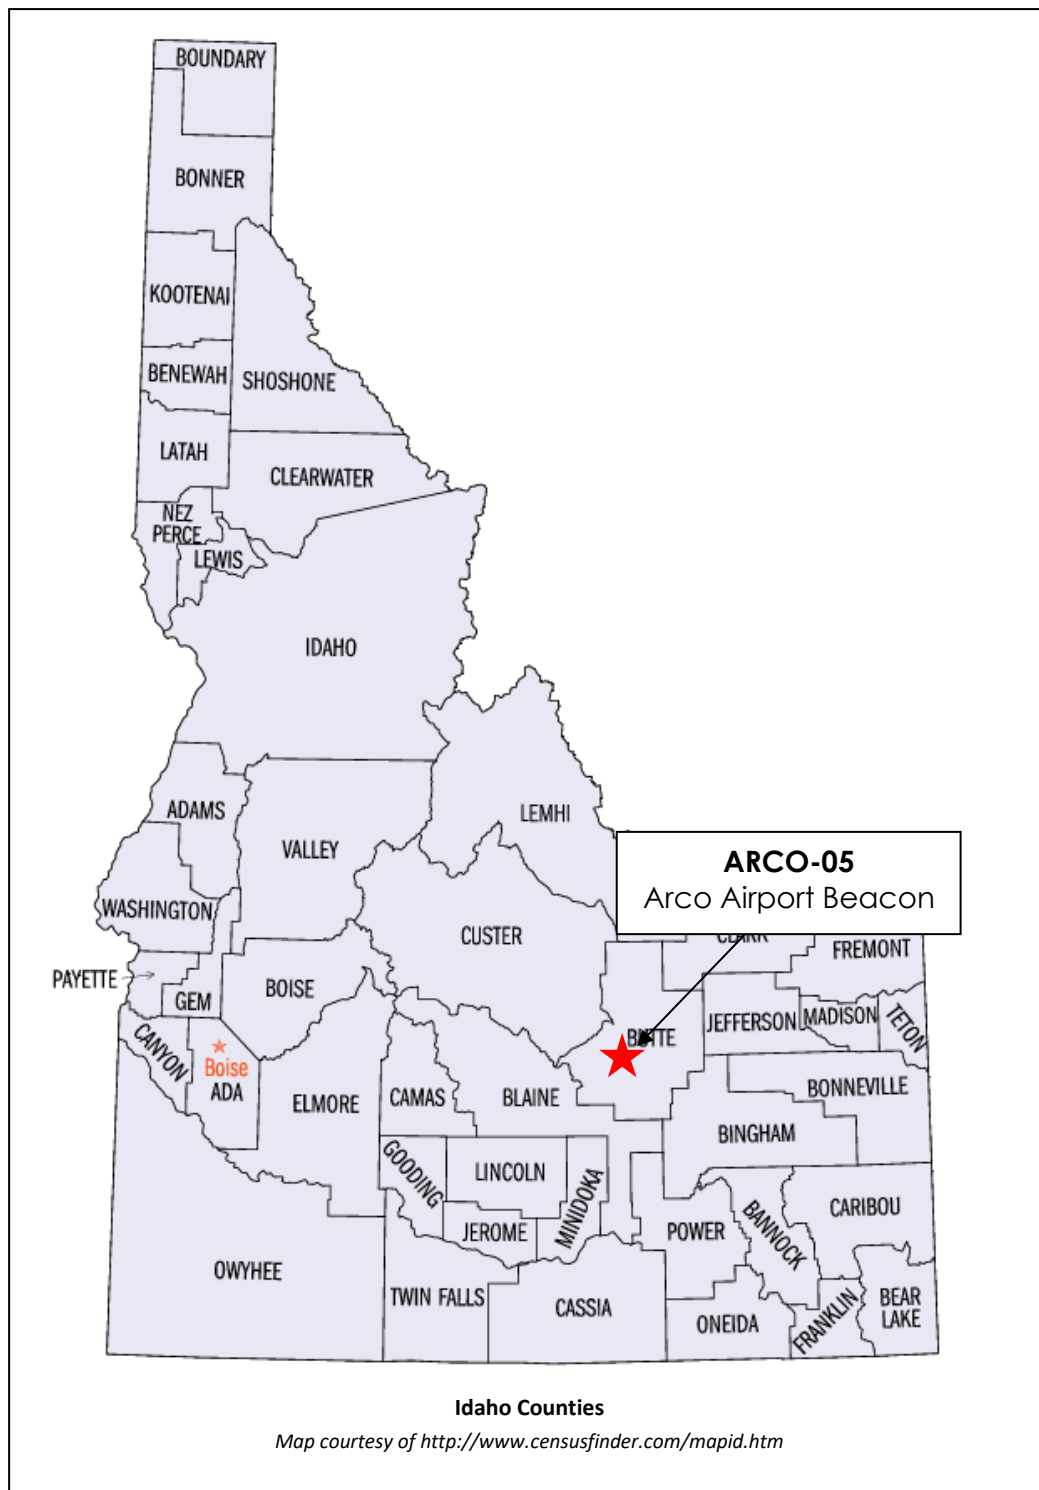 BOUNDARY
BONNER
KOOTENAI
BENEWAH
SHOSHONE
LATAH
CLEARWATER
NEZ
PERCE
LEWIS
IDAHO
ADAMS
LEMHI
VALLEY
ARCO-05
Arco Airport Beacon
WASHINGTON
CUSTER
CLARK
FREMONT
PAYETTE
GEM
BOISE
CANYON
Boise
ADA
BUTTE
JEFFERSON
MADISON
TETON
ELMORE
CAMAS
BLAINE
BONNEVILLE
BINGHAM
GOODING
LINCOLN
MINIDOKA
JEROME
POWER
BANNOCK
CARIBOU
OWYHEE
TWIN FALLS
CASSIA
ONEIDA
FRANKLIN
BEAR
LAKE
Idaho Counties
Map courtesy of http://www.censusfinder.com/mapid.htm